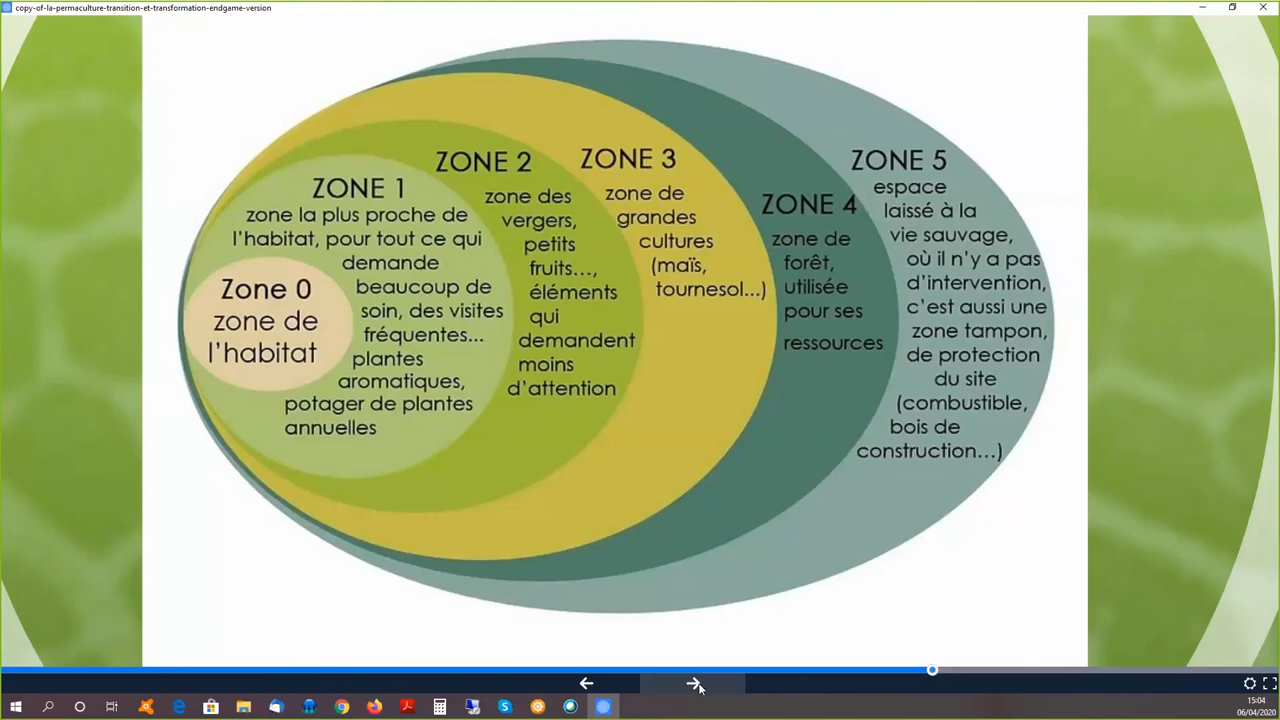 copy-of-la-permaculture-transition-et-transformation-endgame-version
Zone 0
zone de
l'habitat
ZONE 1
zone la plus proche de
l'habitat, pour tout ce qui
demande
beaucoup de
soin, des visites
fréquentes...
plantes
aromatiques,
potager de plantes
annuelles
ZONE 2
zone des
vergers,
petits
fruits...,
éléments
qui
demandent
moins
d'attention
ZONE 3
zone de
grandes
cultures
(maïs,
tournesol...)
ZONE 4
zone de
forêt,
utilisée
pour ses
ressources
ZONE 5
espace
laissé à la
vie sauvage,
où il n'y a pas
d'intervention,
c'est aussi une
zone tampon,
de protection
du site
(combustible,
bois de
construction...)
15:04
06/04/2020